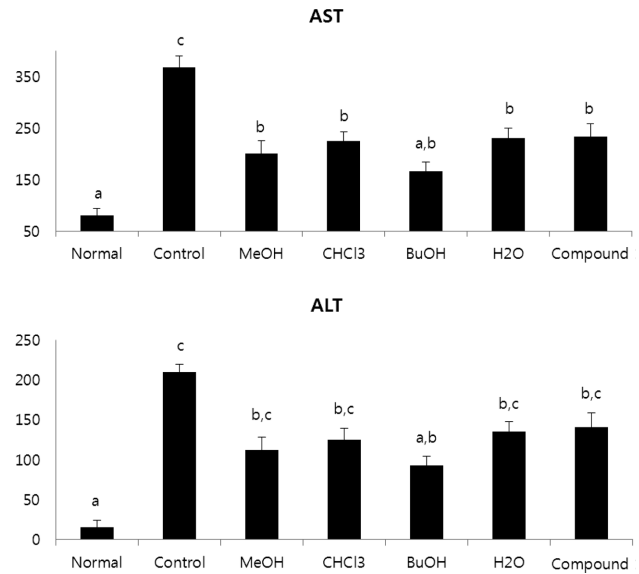 AST
c
350
250
b
b
a,b
b
b
150
a
50
Normal Control MeOH CHCl3 BuOH H2O Compound
ALT
250
c
200
150
b,c
b,c
a,b
b,c
b,c
100
50
a
0
Normal Control MeOH CHCl3 BuOH H2O Compound